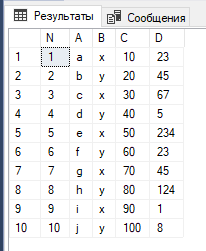 Результаты Сообщения
N A B C D
1 1 a x 10 23
2 2 b y 20 45
3 3 c x 30 67
4 4 d y 40 5
5 5 e x 50 234
6 6 f y 60 23
7 7 g x 70 45
8 8 h y 80 124
9 9 i x 90 1
10 10 j y 100 8